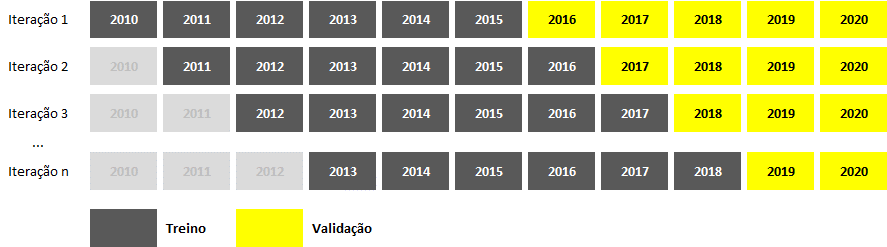 Iteração 1 2010 2011 2012 2013 2014 2015 2016 2017 2018 2019 2020
Iteração 2 2010 2011 2012 2013 2014 2015 2016 2017 2018 2019 2020
Iteração 3 2010 2011 2012 2013 2014 2015 2016 2017 2018 2019 2020
...
Iteração n 2010 2011 2012 2013 2014 2015 2016 2017 2018 2019 2020
Treino Validação